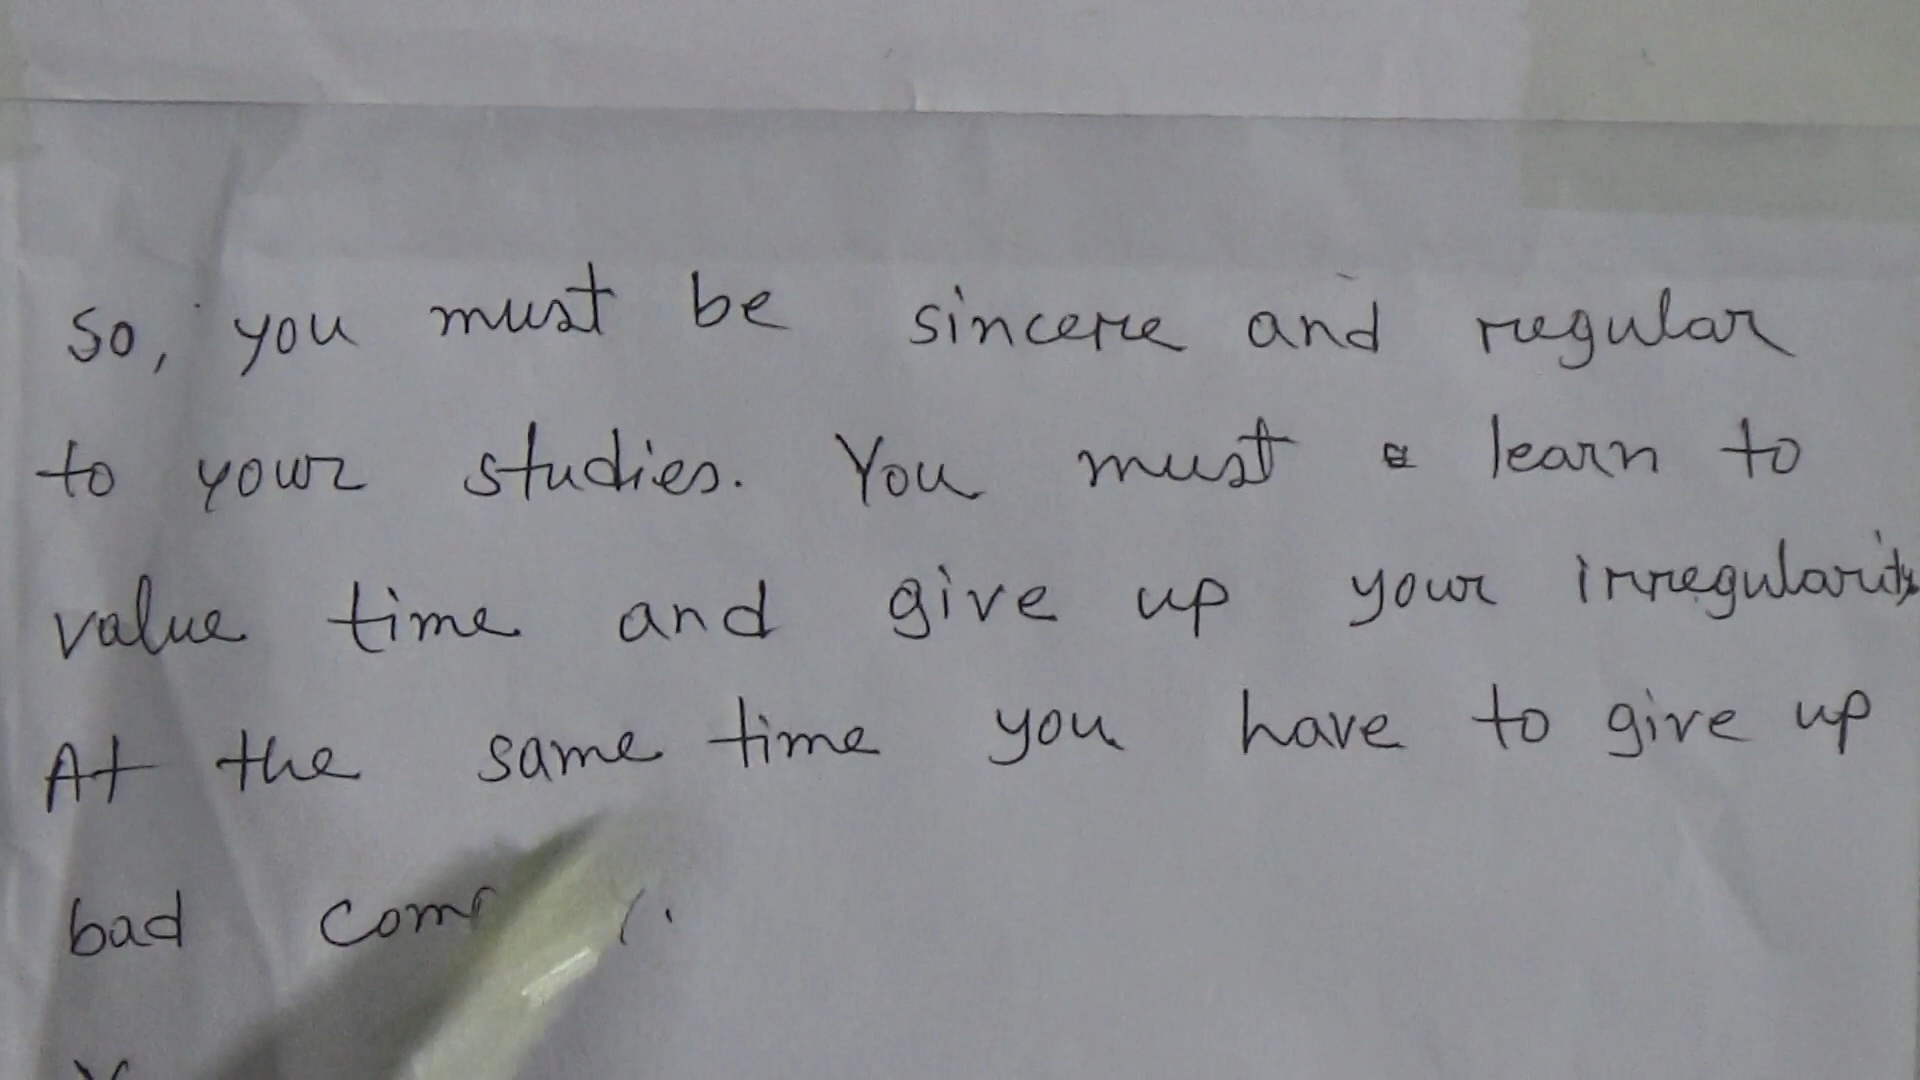 So, you must be sincere and regular
to your studies. You must learn to
value time and give up your irregularity
At the same time you have to give up
bad